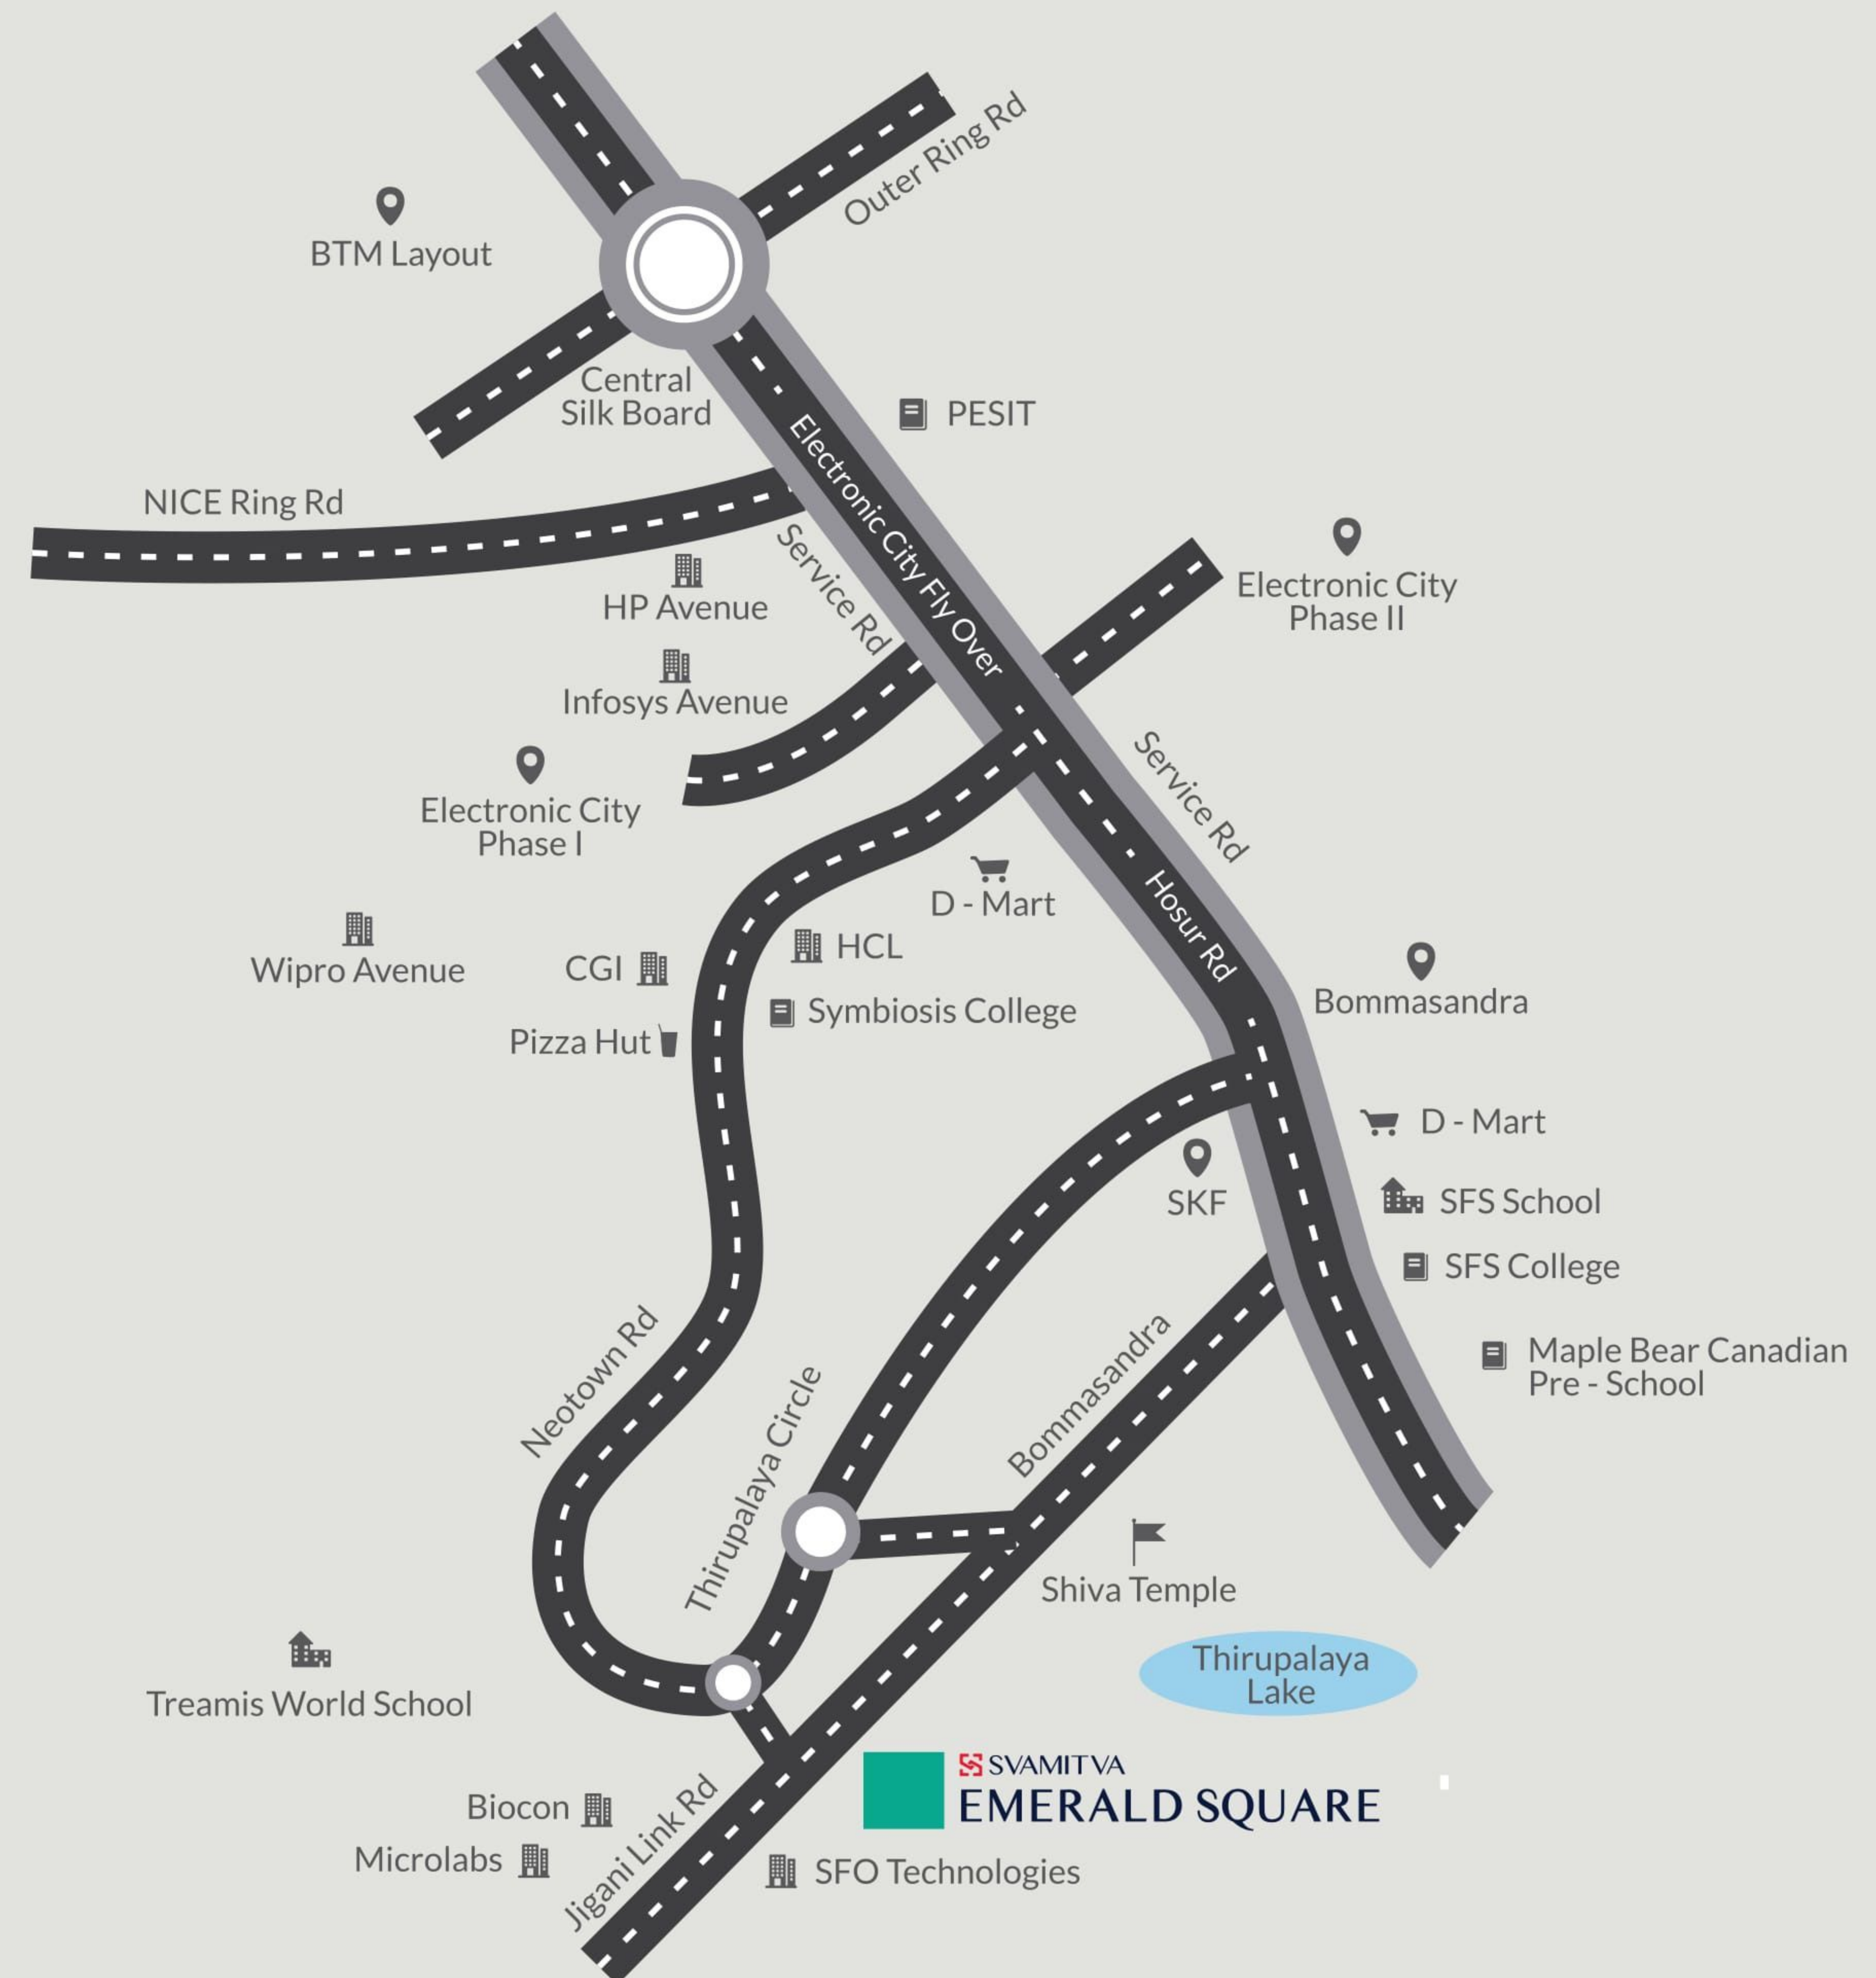 Outer Ring Rd
BTM Layout
Central
Silk Board
PESIT
Electronic City Fly Over
NICE Ring Rd
Service Rd
HP Avenue
Electronic City
Phase II
Infosys Avenue
Electronic City
Phase I
Service Rd
D - Mart
Hosur Rd
Wipro Avenue
CGI
HCL
Symbiosis College
Pizza Hut
Bommasandra
D - Mart
SKF
SFS School
SFS College
Neotown Rd
Thirupalaya Circle
Bommasandra
Maple Bear Canadian
Pre - School
Shiva Temple
Thirupalaya
Lake
Treamis World School
SVAMITVA
EMERALD SQUARE
Biocon
Microlabs
Jigani Link Rd
SFO Technologies